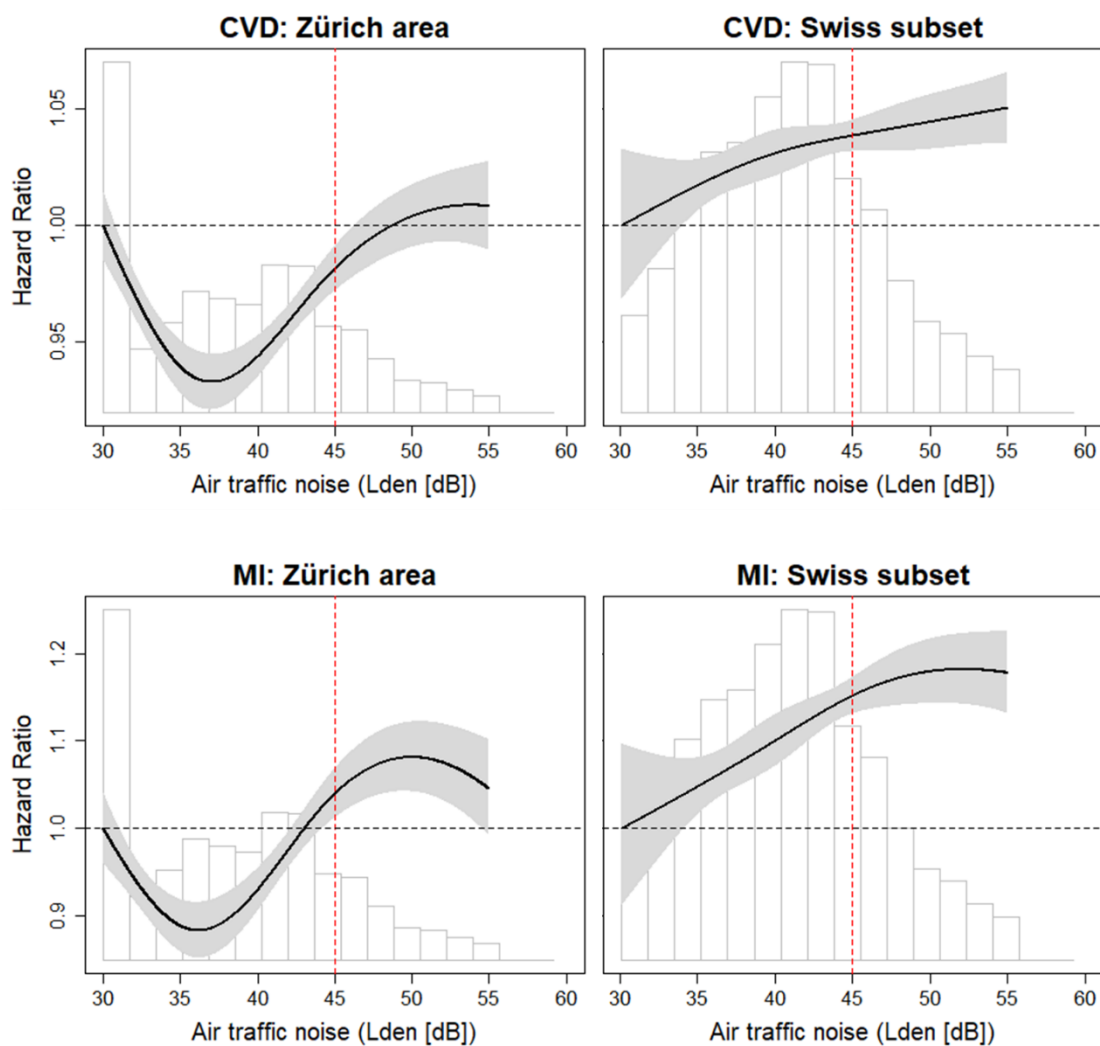 CVD: Zürich area
CVD: Swiss subset
Hazard Ratio
1.05
1.00
0.95
30 35 40 45 50 55 60
30 35 40 45 50 55 60
Air traffic noise (Lden [dB])
Air traffic noise (Lden [dB])
MI: Zürich area
MI: Swiss subset
Hazard Ratio
1.2
1.1
1.0
0.9
30 35 40 45 50 55 60
30 35 40 45 50 55 60
Air traffic noise (Lden [dB])
Air traffic noise (Lden [dB])